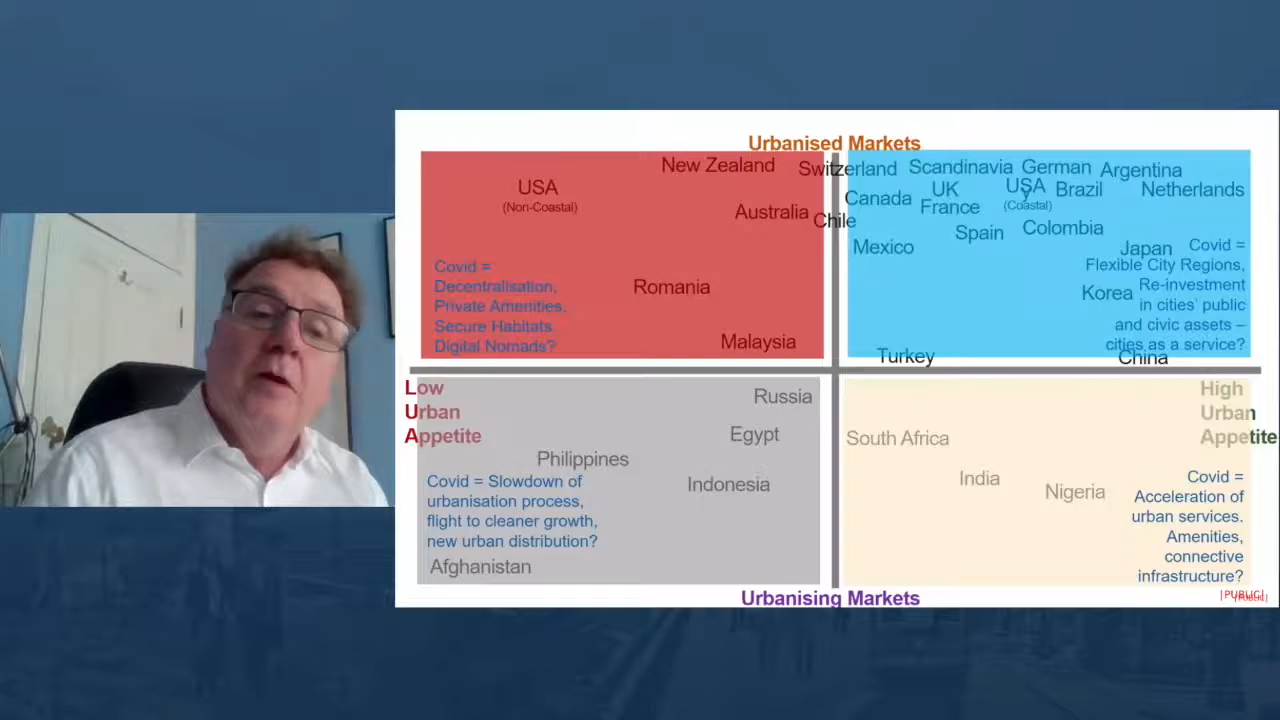 Urbanised Markets
New Zealand
Switzerland
Scandinavia
German
y
Argentina
USA
(Non-Coastal)
Canada
UK
USA
(Coastal)
Brazil
Netherlands
Australia
Chile
France
Spain
Colombia
Mexico
Japan
Korea
Covid =
Flexible City Regions,
Re-investment
in cities' public
and civic assets –
cities as a service?
Covid =
Decentralisation,
Private Amenities,
Secure Habitats.
Digital Nomads?
Romania
Malaysia
Turkey
China
Low
Urban
Appetite
High
Urban
Appetite
Russia
Egypt
Philippines
Indonesia
Covid = Slowdown of
urbanisation process,
flight to cleaner growth,
new urban distribution?
Afghanistan
South Africa
India
Nigeria
Covid =
Acceleration of
urban services.
Amenities,
connective
infrastructure?
Urbanising Markets
[PUBLIC]